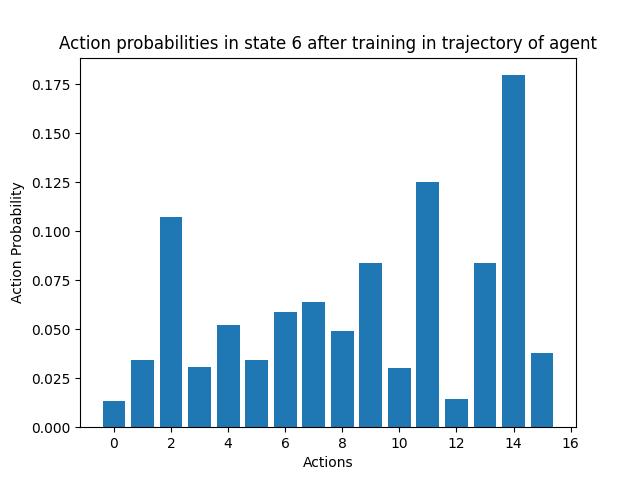 Action probabilities in state 6 after training in trajectory of agent
0.175
0.150
0.125
0.100
0.075
0.050
0.025
0.000
Action Probability
0 2 4 6 8 10 12 14 16
Actions